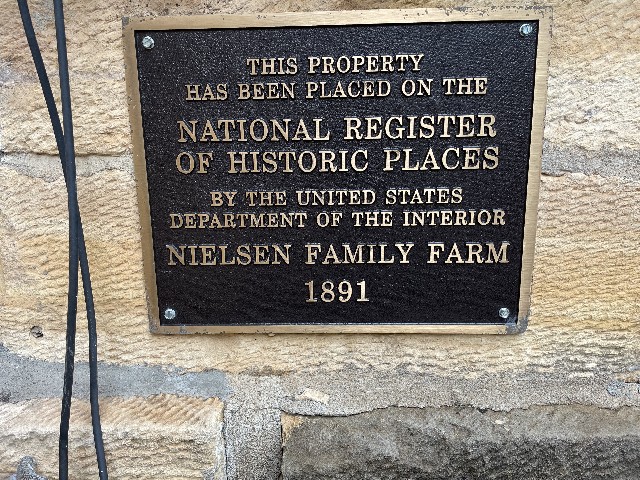 THIS PROPERTY
HAS BEEN PLACED ON THE
NATIONAL REGISTER
OF HISTORIC PLACES
BY THE UNITED STATES
DEPARTMENT OF THE INTERIOR
NIELSEN FAMILY FARM
1891